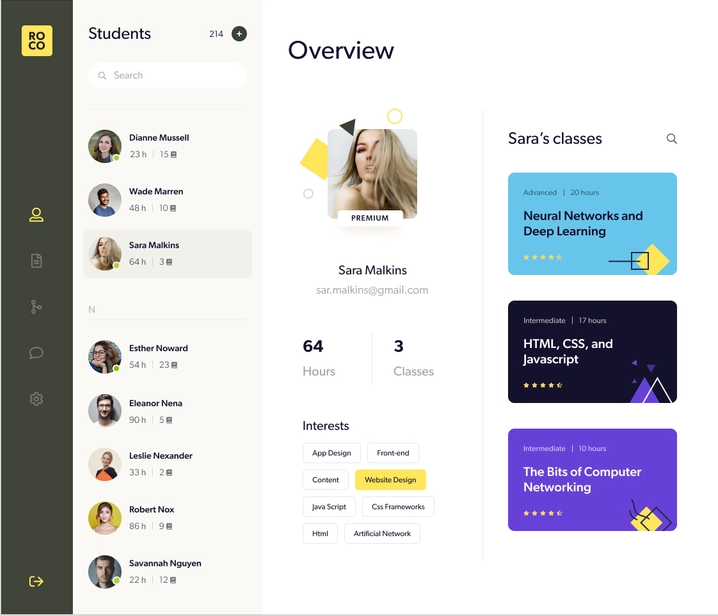 RO
CO
Students
214
Search
Dianne Mussell
23 h | 15
Wade Marren
48 h | 10
Sara Malkins
64 h | 3
N
Esther Noward
54 h | 23
Eleanor Nena
90 h | 5
Leslie Nexander
33 h | 2
Robert Nox
86 h | 9
Savannah Nguyen
22 h | 12
Overview
PREMIUM
Sara Malkins
sar.malkins@gmail.com
64
Hours
3
Classes
Interests
App Design
Front-end
Content
Website Design
Java Script
Css Frameworks
Html
Artificial Network
Sara's classes
Advanced | 20 hours
Neural Networks and
Deep Learning
Intermediate | 17 hours
HTML, CSS, and
Javascript
Intermediate | 10 hours
The Bits of Computer
Networking